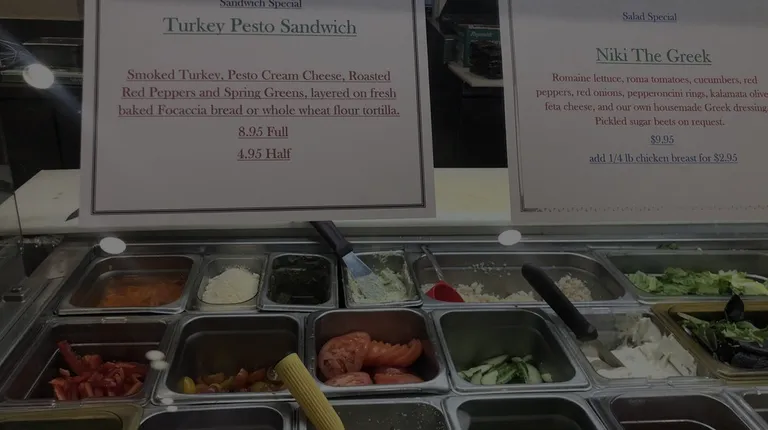 Sandwich Special
Turkey Pesto Sandwich
Smoked Turkey, Pesto Cream Cheese, Roasted
Red Peppers and Spring Greens, layered on fresh
baked Focaccia bread or whole wheat flour tortilla.
8.95 Full
4.95 Half
Salad Special
Niki The Greek
Romaine lettuce, roma tomatoes, cucumbers, red
peppers, red onions, pepperoncini rings, kalamata olive
feta cheese, and our own housemade Greek dressing.
Pickled sugar beets on request.
$9.95
add 1/4 lb chicken breast for $2.95